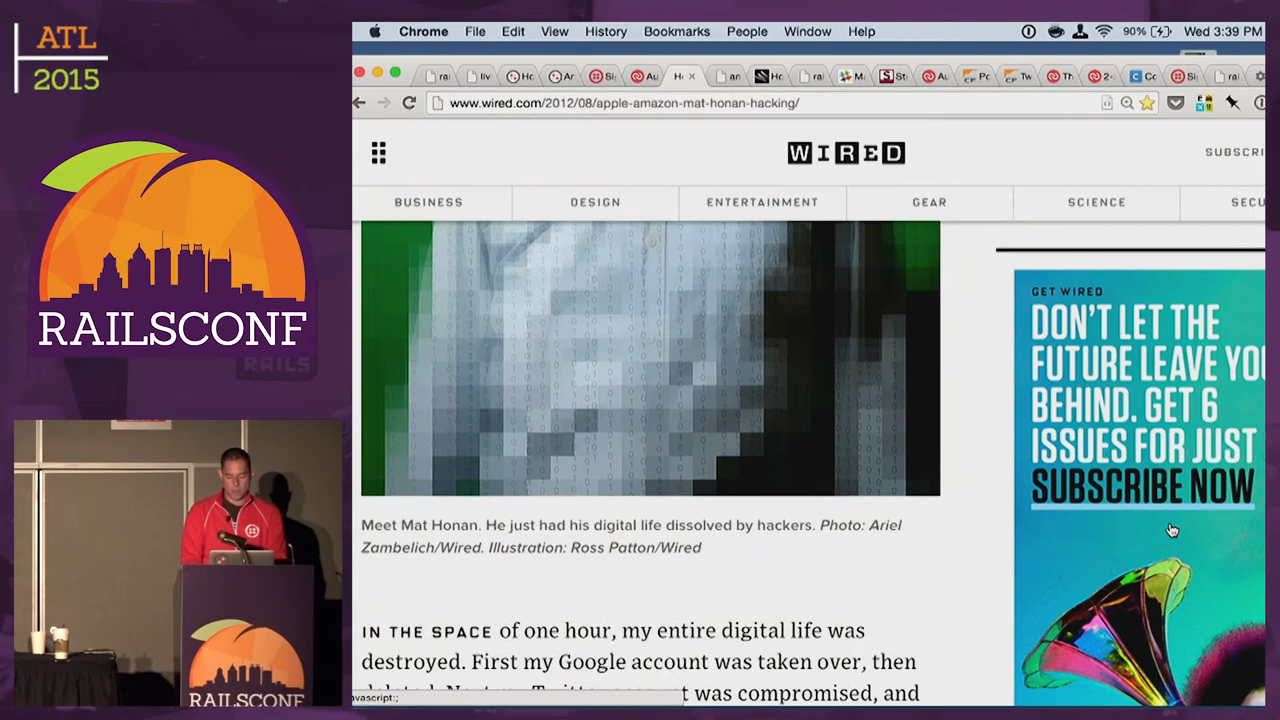 ATL
2015
RAILSCONF
RAILS
RAILSCONF
Chrome File Edit View History Bookmarks People Window Help 90% Wed 3:39 PM
www.wired.com/2012/08/apple-amazon-mat-honan-hacking/
WIRED
SUBSCRI
BUSINESS DESIGN ENTERTAINMENT GEAR SCIENCE SECU
Meet Mat Honan. He just had his digital life dissolved by hackers. Photo: Ariel
Zambelich/Wired. Illustration: Ross Patton/Wired
IN THE SPACE of one hour, my entire digital life was
destroyed. First my Google account was taken over, then
t was compromised, and
avascript:;
GET WIRED
DON'T LET THE
FUTURE LEAVE YOU
BEHIND. GET 6
ISSUES FOR JUST
SUBSCRIBE NOW